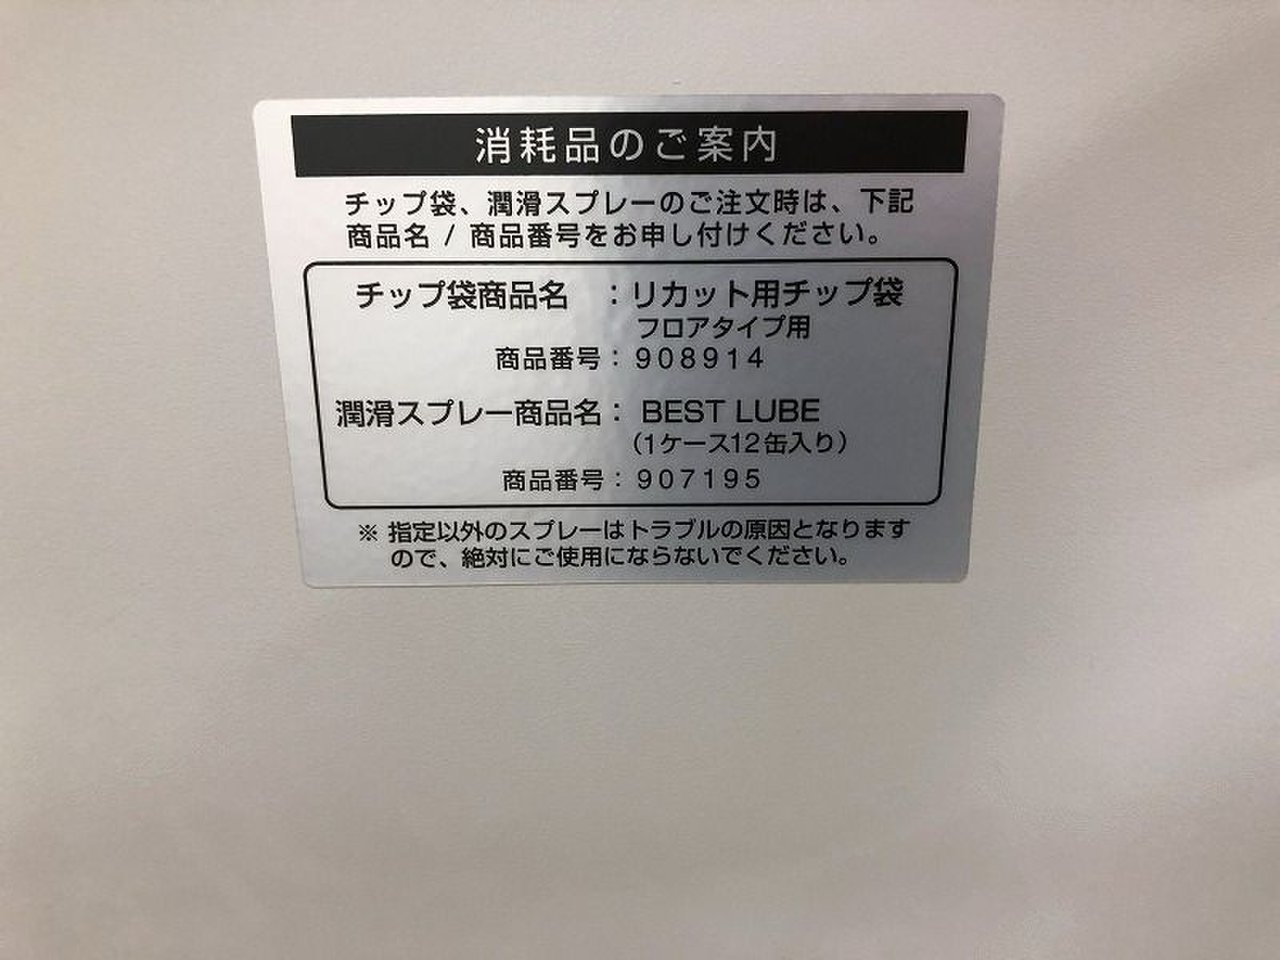 消耗品のご案内
チップ袋、潤滑スプレーのご注文時は、下記
商品名 / 商品番号をお申し付けください。
チップ袋商品名 ：リカット用チップ袋
フロアタイプ用
商品番号：908914
潤滑スプレー商品名： BEST LUBE
（1ケース12缶入り）
商品番号：907195
※ 指定以外のスプレーはトラブルの原因となります
ので、絶対にご使用にならないでください。